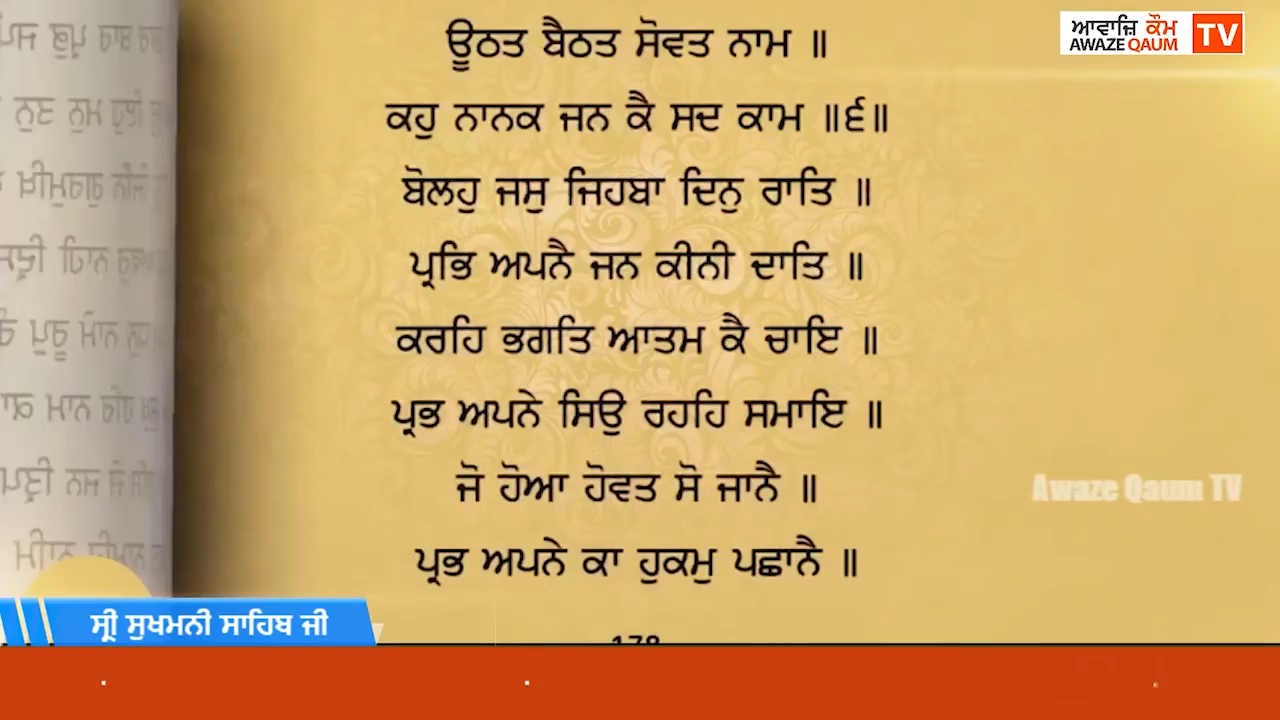 ਆਵਾਜ਼ਿ ਕੌਮ
AWAZE QAUM TV
ਊਠਤ ਬੈਠਤ ਸੋਵਤ ਨਾਮ ॥
ਕਹੁ ਨਾਨਕ ਜਨ ਕੈ ਸਦ ਕਾਮ ॥੬॥
ਬੋਲਹੁ ਜਸੁ ਜਿਹਬਾ ਦਿਨੁ ਰਾਤਿ ॥
ਪ੍ਰਭਿ ਅਪਨੈ ਜਨ ਕੀਨੀ ਦਾਤਿ ॥
ਕਰਹਿ ਭਗਤਿ ਆਤਮ ਕੈ ਚਾਇ ॥
ਪ੍ਰਭ ਅਪਨੇ ਸਿਉ ਰਹਹਿ ਸਮਾਇ ॥
ਜੋ ਹੋਆ ਹੋਵਤ ਸੋ ਜਾਨੈ ॥
ਪ੍ਰਭ ਅਪਨੇ ਕਾ ਹੁਕਮੁ ਪਛਾਨੈ ॥
Awaze Qaum TV
ਸ੍ਰੀ ਸੁਖਮਨੀ ਸਾਹਿਬ ਜੀ